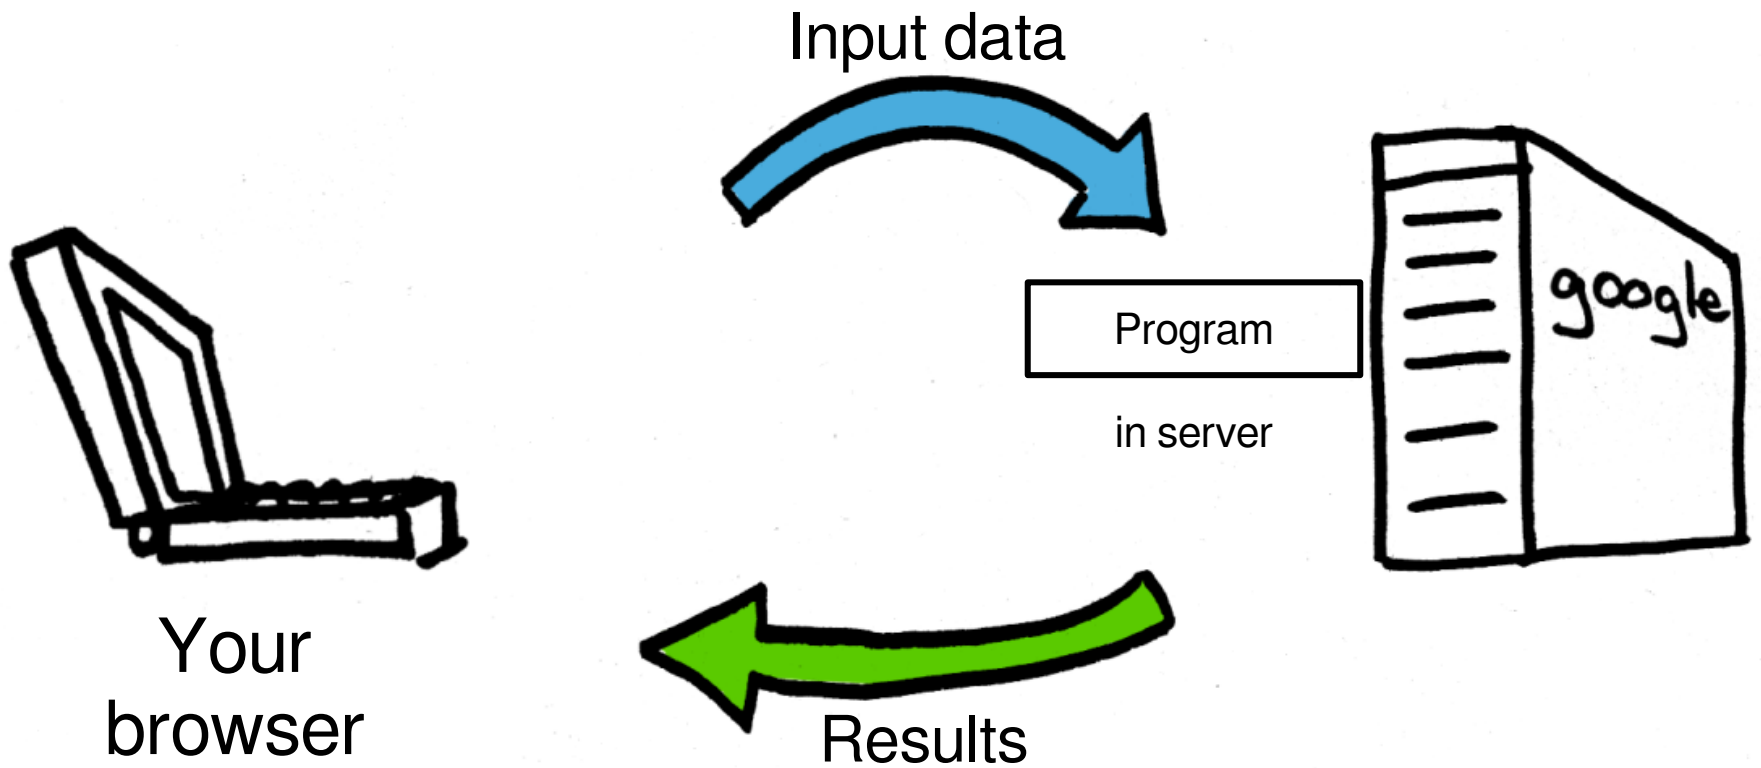 Input data
google
Program
in server
Your
browser
Results